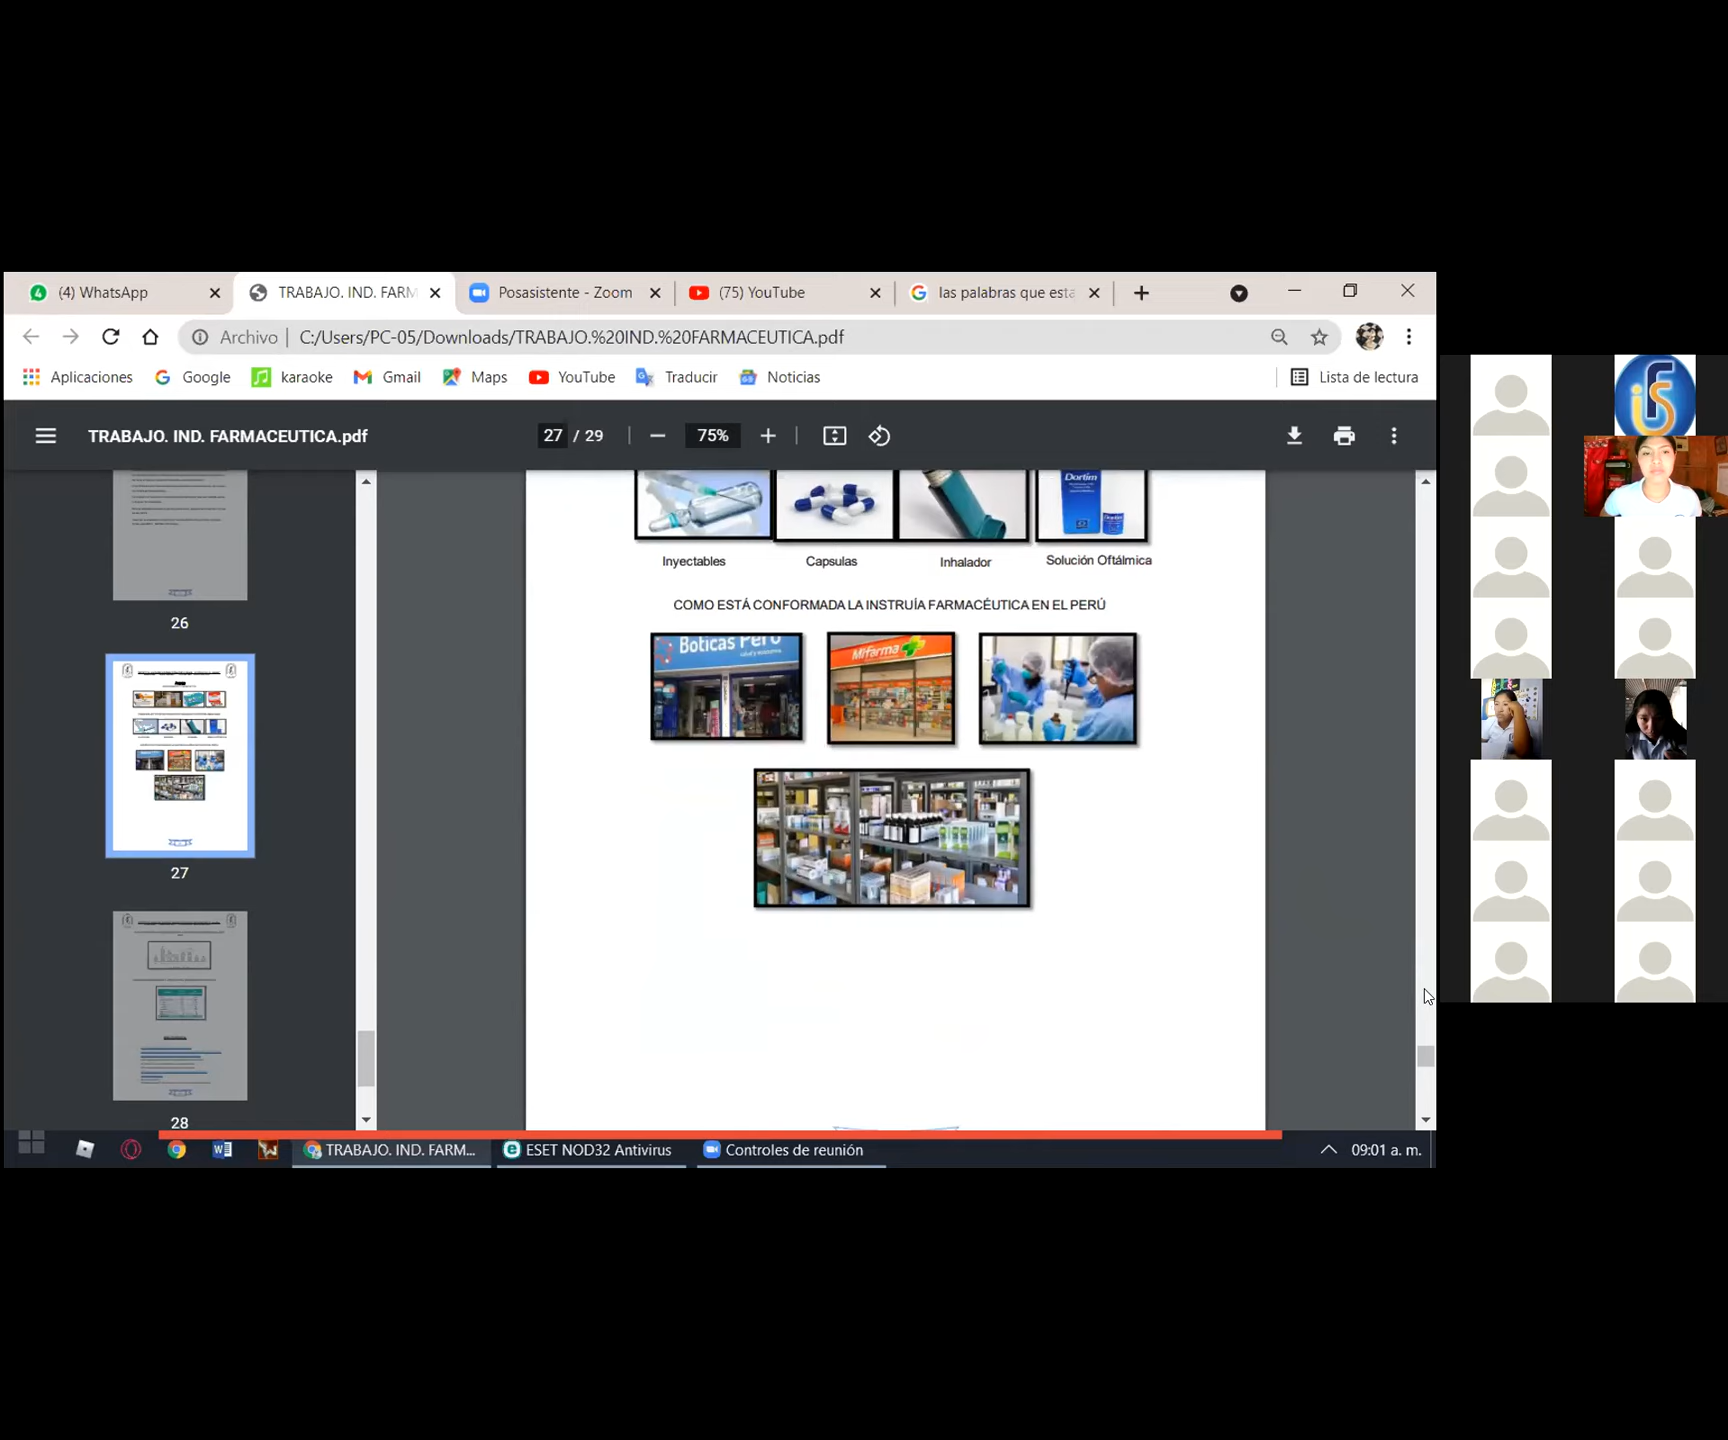 4 (4) WhatsApp
TRABAJO. IND. FARM
Posasistente - Zoom
(75) YouTube
las palabras que esta
Archivo C:/Users/PC-05/Downloads/TRABAJO.%20IND.%20FARMACEUTICA.pdf
Aplicaciones Google karaoke Gmail Maps YouTube Traducir Noticias Lista de lectura
TRABAJO. IND. FARMACEUTICA.pdf 27 / 29 75%
26
27
28
Dortim
Inyectables Capsulas Inhalador Solución Oftálmica
COMO ESTÁ CONFORMADA LA INSTRUÍA FARMACÉUTICA EN EL PERÚ
Boticas Perú
Mifarma
TRABAJO. IND. FARM... ESET NOD32 Antivirus Controles de reunión 09:01 a. m.